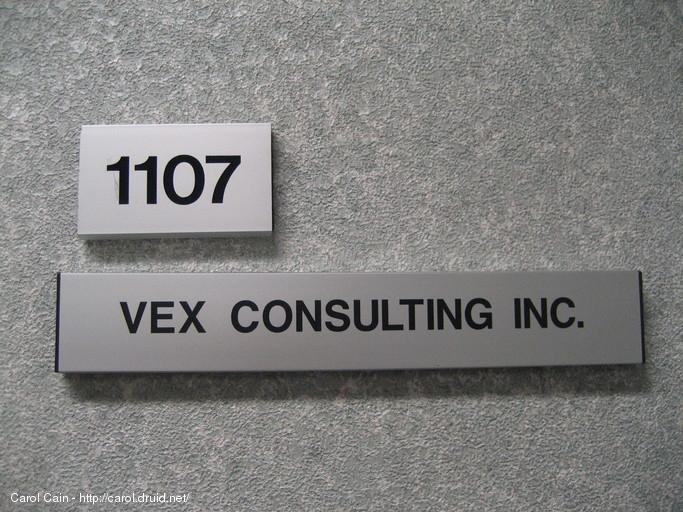 1107
VEX CONSULTING INC.
Carol Cain - http://carol.druid.net/